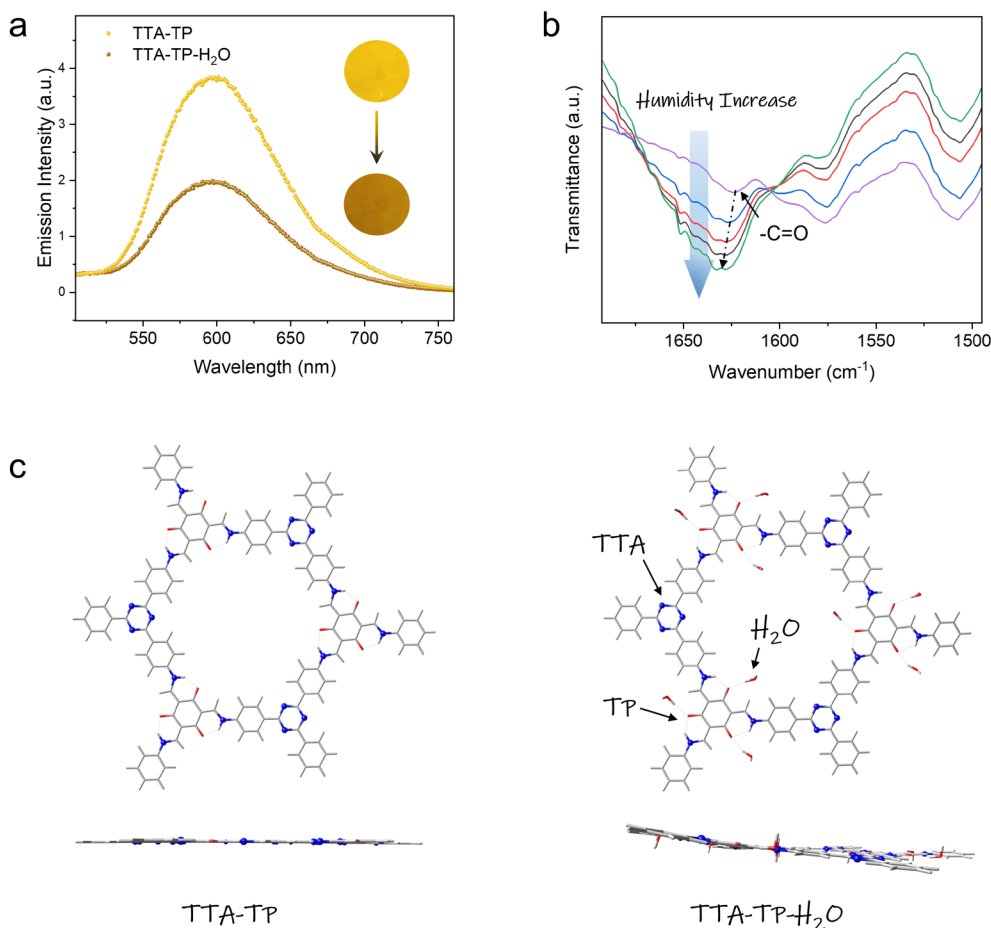 a
TTA-TP
TTA-TP-H₂O
4
3
2
1
0
Emission Intensity (a.u.)
550 600 650 700 750
Wavelength (nm)
b
Humidity Increase
-C=O
Transmittance (a.u.)
1650 1600 1550 1500
Wavenumber (cm⁻¹)
c
TTA
H₂O
TP
TTA-TP
TTA-TP-H₂O